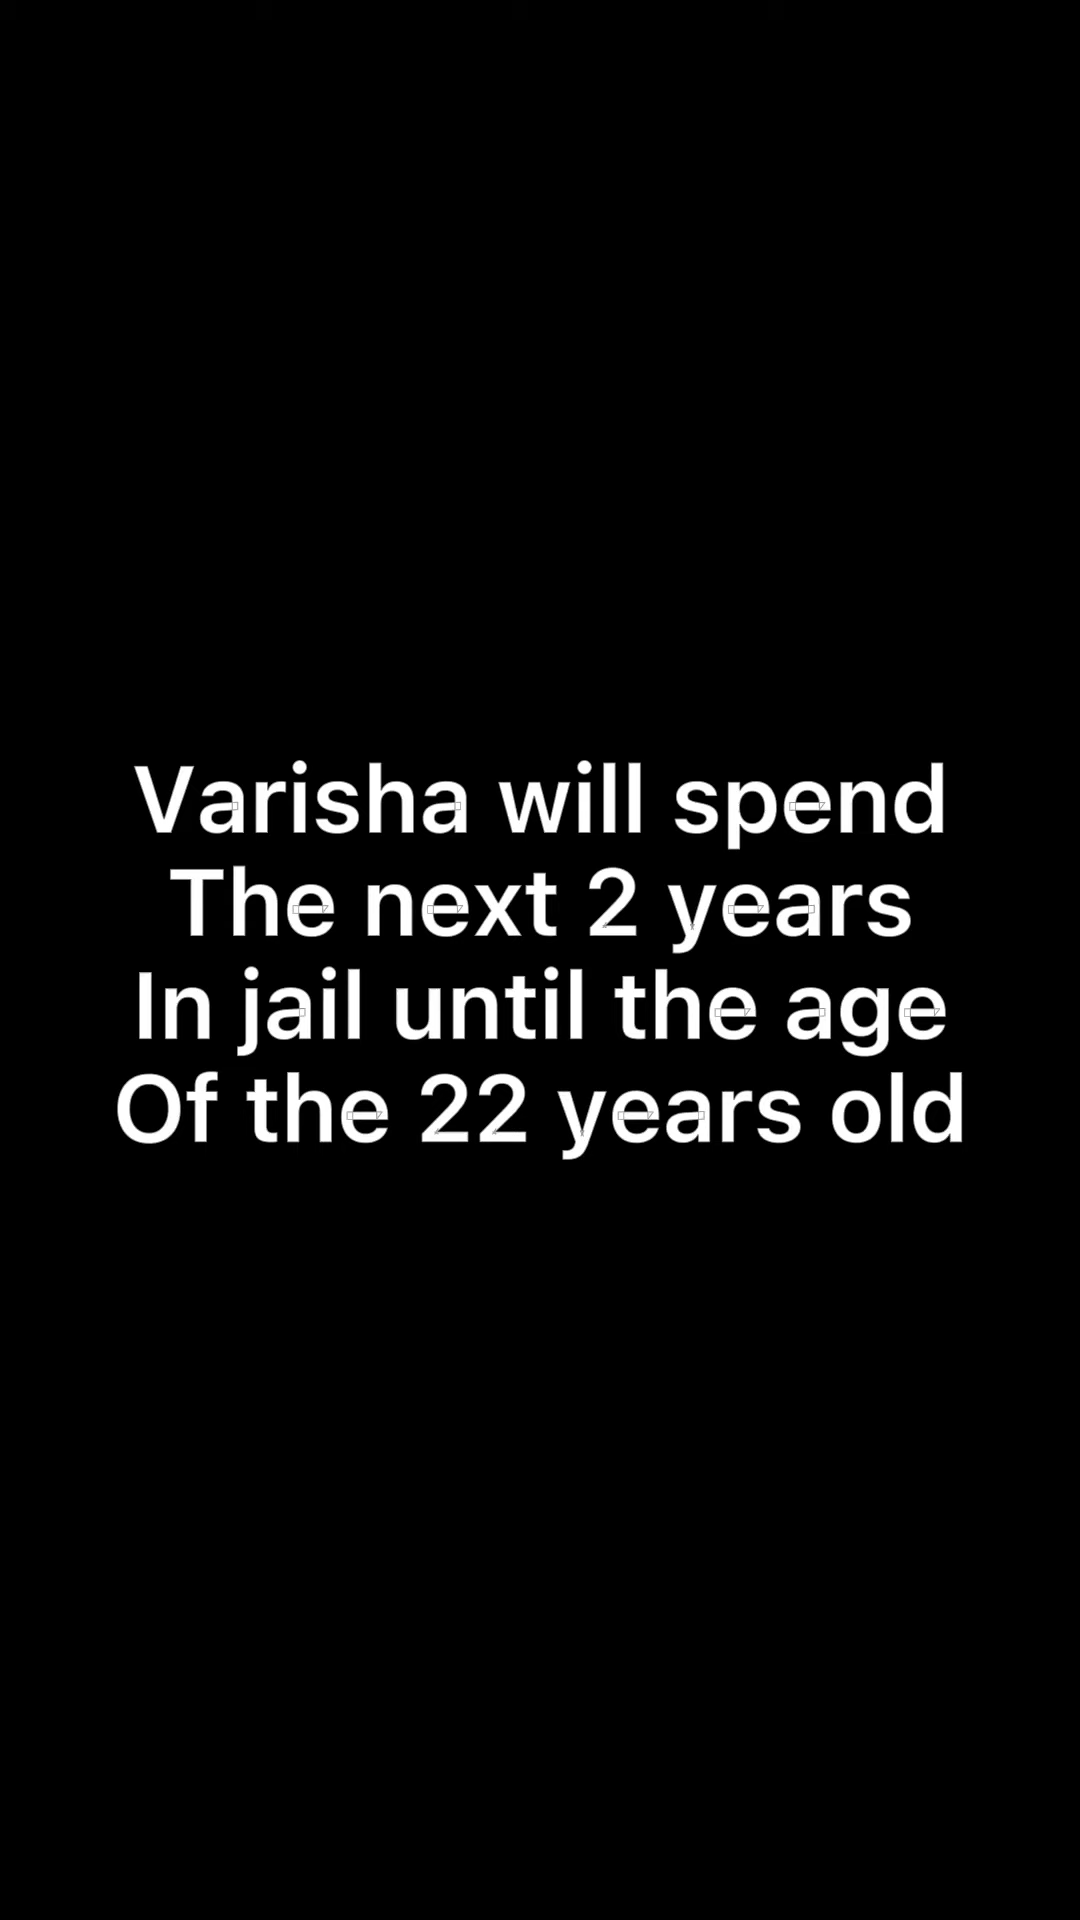 Varisha will spend
The next 2 years
In jail until the age
Of the 22 years old